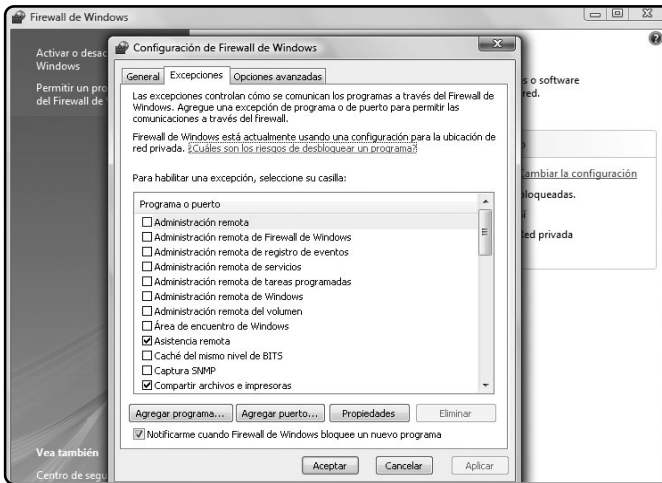 Firewall de Windows
Activar o desac
Windows
Permitir un pro
del Firewall de
Configuración de Firewall de Windows
General
Excepciones
Opciones avanzadas
Las excepciones controlan cómo se comunican los programas a través del Firewall de
Windows. Agregue una excepción de programa o de puerto para permitir las
comunicaciones a través del firewall.
Firewall de Windows está actualmente usando una configuración para la ubicación de
red privada. ¿Cuáles son los riesgos de desbloquear un programa?
Para habilitar una excepción, seleccione su casilla:
Programa o puerto
Administración remota
Administración remota de Firewall de Windows
Administración remota de registro de eventos
Administración remota de servicios
Administración remota de tareas programadas
Administración remota de Windows
Administración remota del volumen
Área de encuentro de Windows
Asistencia remota
Caché del mismo nivel de BITS
Captura SNMP
Compartir archivos e impresoras
Agregar programa...
Agregar puerto...
Propiedades
Eliminar
Notificarme cuando Firewall de Windows bloquee un nuevo programa
Aceptar
Cancelar
Aplicar
s o software
red.
Cambiar la configuración
bloqueadas.
Red privada
Vea también
Centro de segu